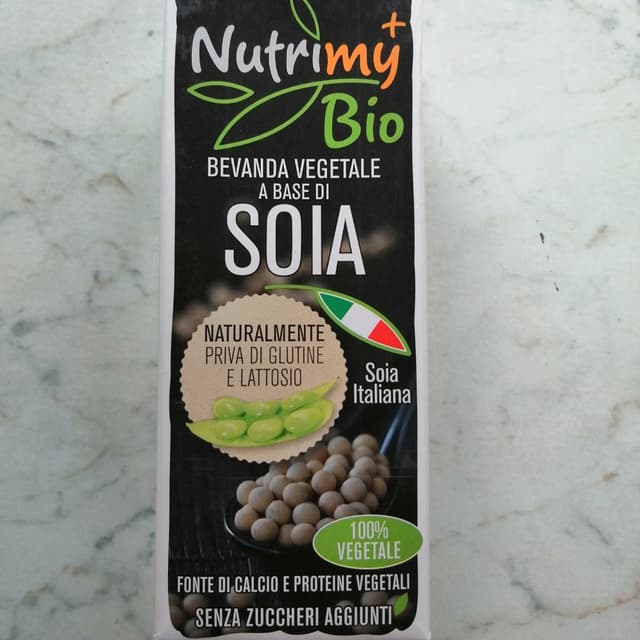 Nutrimy+
Bio
BEVANDA VEGETALE
A BASE DI
SOIA
NATURALMENTE
PRIVA DI GLUTINE
E LATTOSIO
Soia
Italiana
100%
VEGETALE
FONTE DI CALCIO E PROTEINE VEGETALI
SENZA ZUCCHERI AGGIUNTI